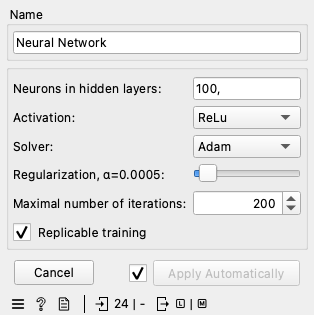 Name
Neural Network
Neurons in hidden layers: 100,
Activation: ReLu
Solver: Adam
Regularization, α=0.0005:
Maximal number of iterations: 200
Replicable training
Cancel Apply Automatically
? 24 | - L | M